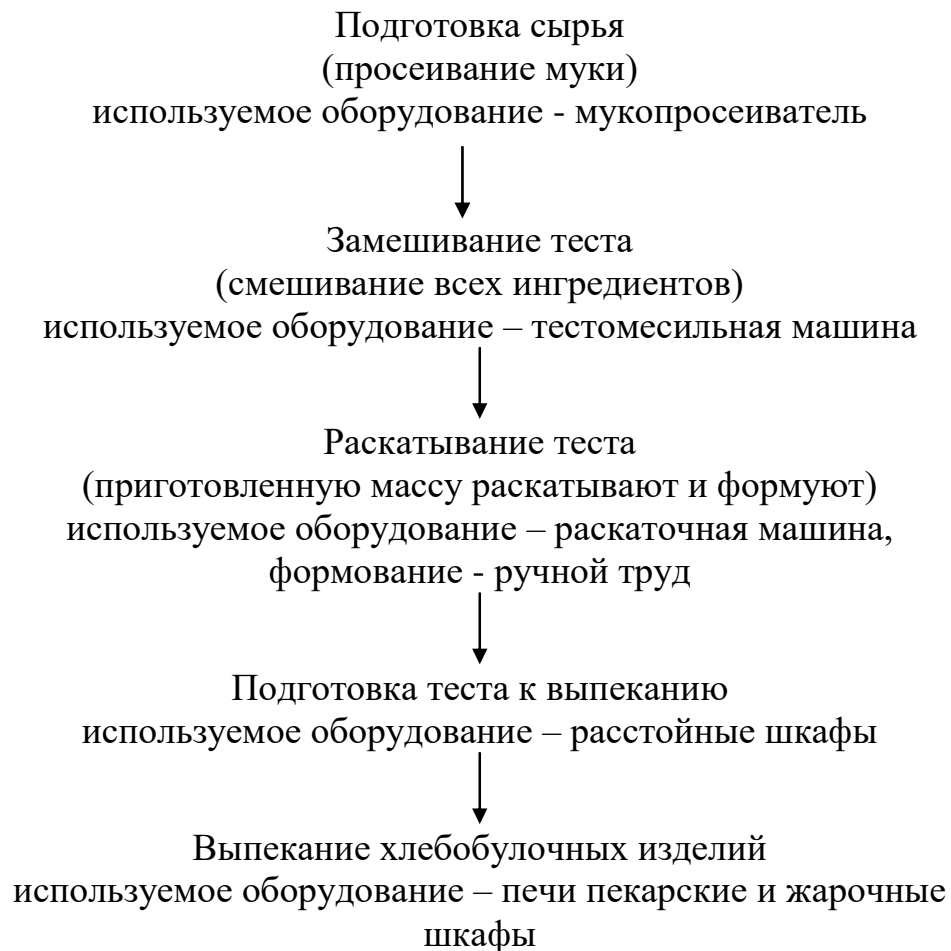 Подготовка сырья
(просеивание муки)
используемое оборудование - мукопросеиватель
Замешивание теста
(смешивание всех ингредиентов)
используемое оборудование – тестомесильная машина
Раскатывание теста
(приготовленную массу раскатывают и формуют)
используемое оборудование – раскаточная машина,
формование - ручной труд
Подготовка теста к выпеканию
используемое оборудование – расстойные шкафы
Выпекание хлебобулочных изделий
используемое оборудование – печи пекарские и жарочные
шкафы